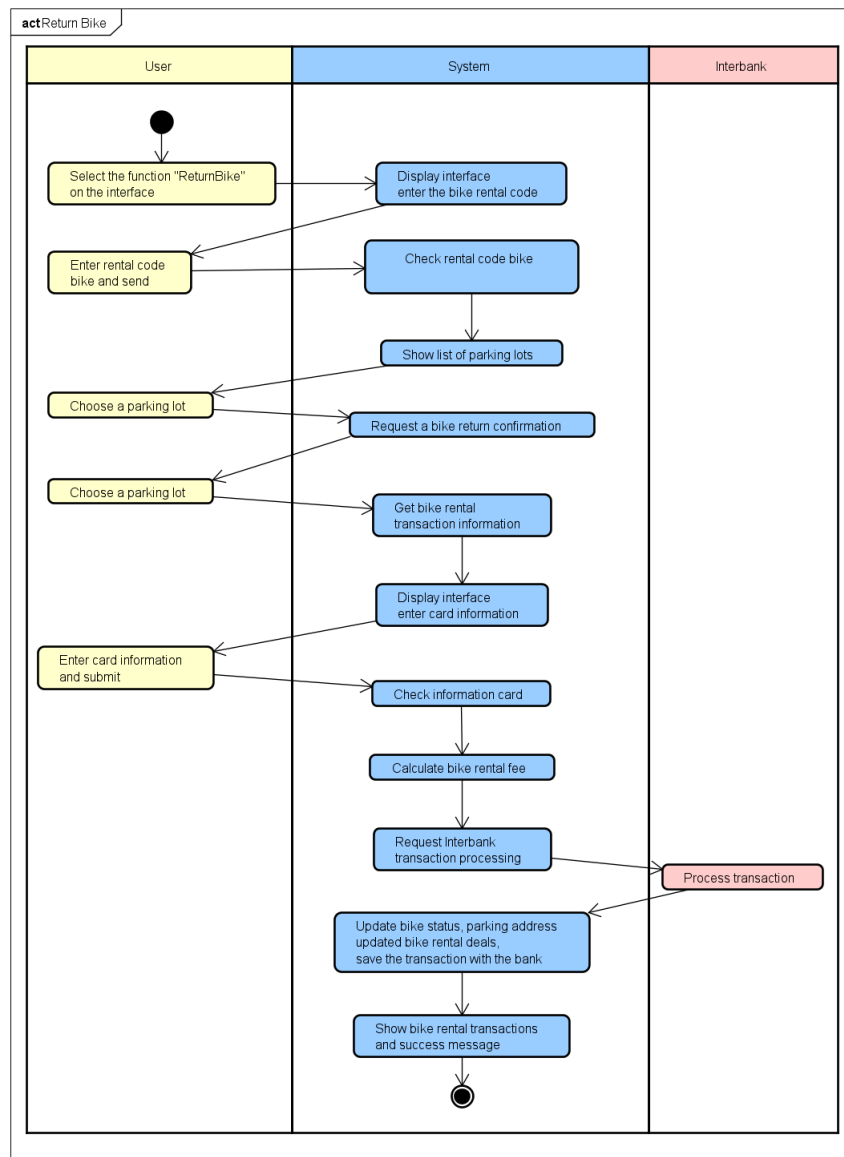 act Return Bike
User
System
Interbank
Select the function "ReturnBike"
on the interface
Display interface
enter the bike rental code
Enter rental code
bike and send
Check rental code bike
Show list of parking lots
Choose a parking lot
Request a bike return confirmation
Choose a parking lot
Get bike rental
transaction information
Display interface
enter card information
Enter card information
and submit
Check information card
Calculate bike rental fee
Request Interbank
transaction processing
Process transaction
Update bike status, parking address
updated bike rental deals,
save the transaction with the bank
Show bike rental transactions
and success message